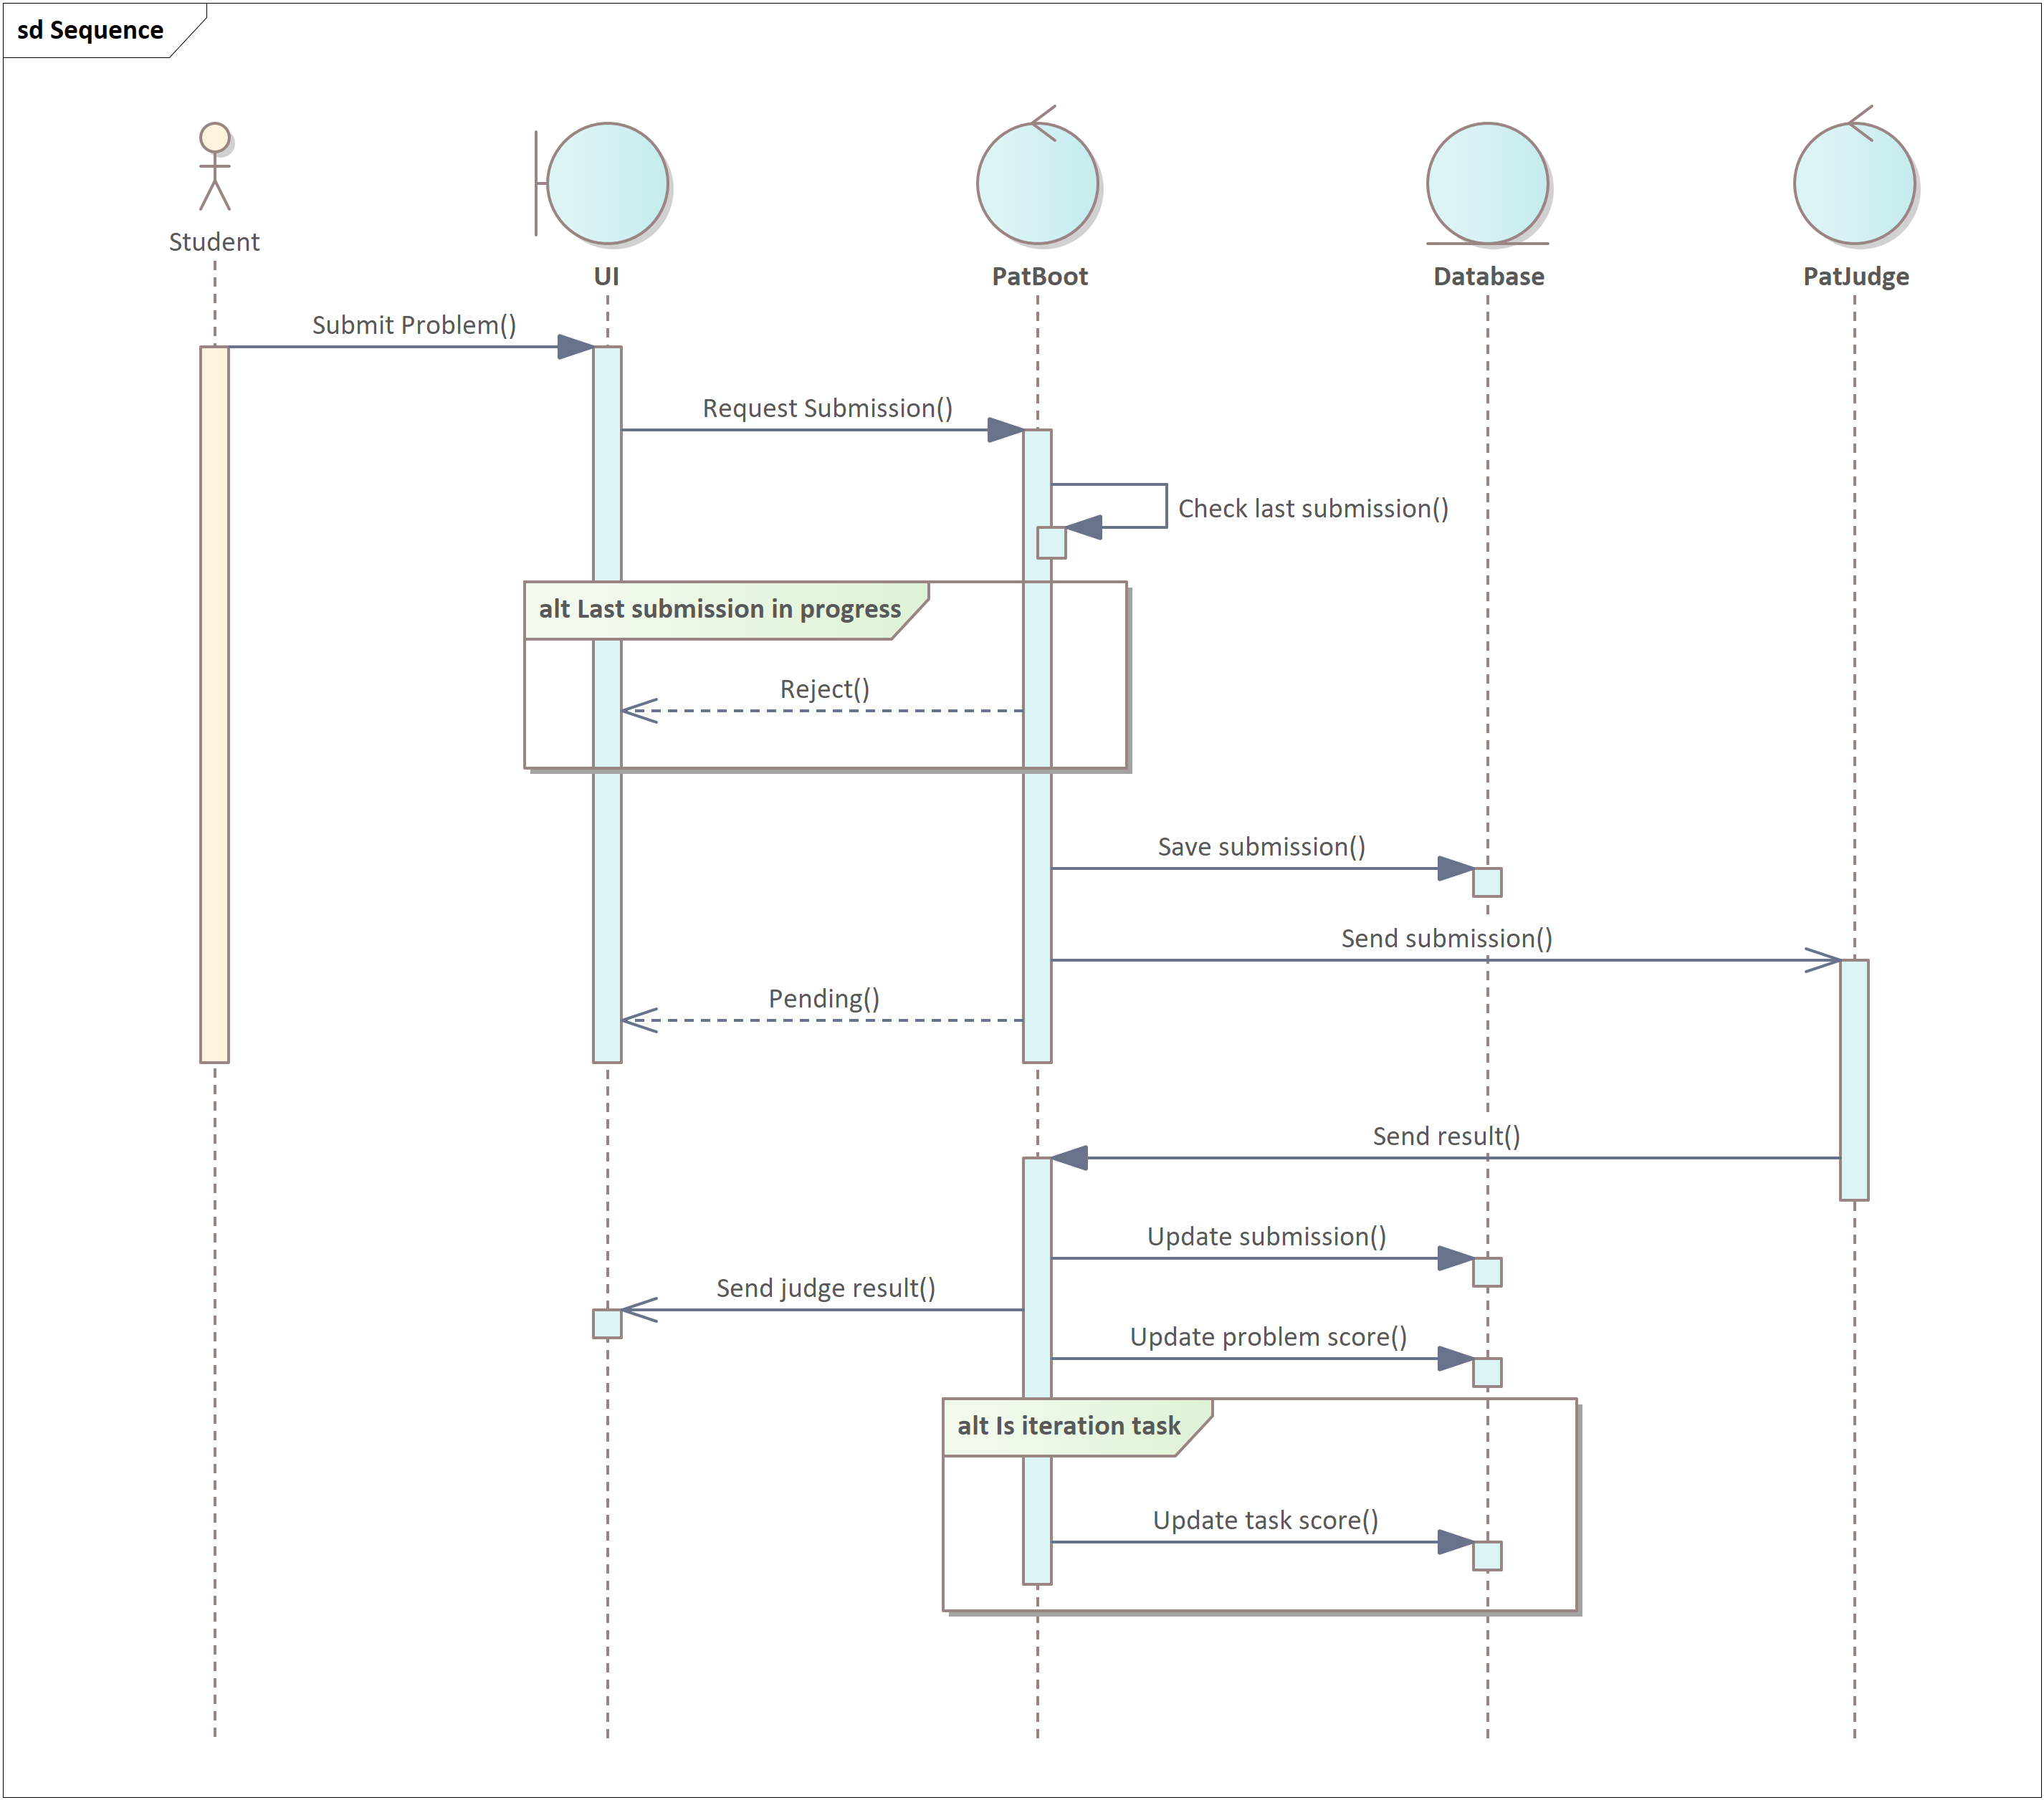 sd Sequence
Student
UI
PatBoot
Database
PatJudge
Submit Problem()
Request Submission()
Check last submission()
alt Last submission in progress
Reject()
Save submission()
Send submission()
Pending()
Send result()
Update submission()
Send judge result()
Update problem score()
alt Is iteration task
Update task score()